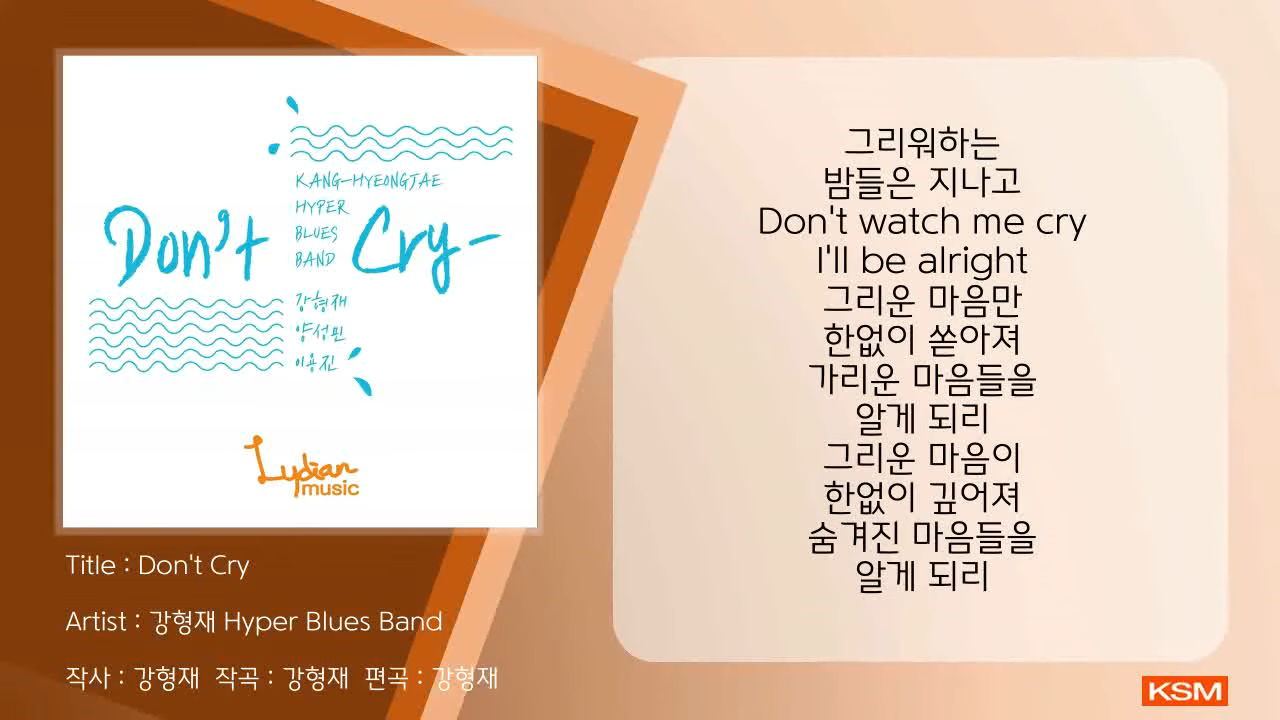 KANG-HYEONGJAE
HYPER
BLUES
BAND
Don't Cry
강형재
양성민
이용진
Lydian
music
Title : Don't Cry
Artist : 강형재 Hyper Blues Band
작사 : 강형재 작곡 : 강형재 편곡 : 강형재
그리워하는
밤들은 지나고
Don't watch me cry
I'll be alright
그리운 마음만
한없이 쏟아져
가리운 마음들을
알게 되리
그리운 마음이
한없이 깊어져
숨겨진 마음들을
알게 되리
KSM